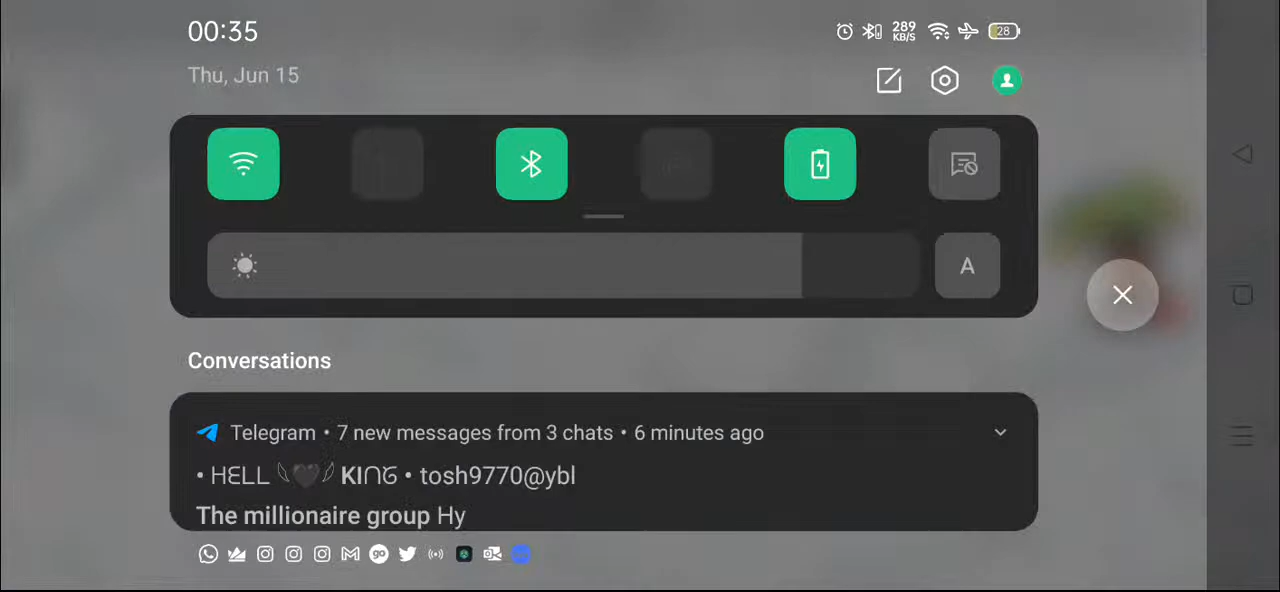 00:35
289
KB/S
28
Thu, Jun 15
A
Conversations
Telegram • 7 new messages from 3 chats • 6 minutes ago
• HELL 🖤 KING • tosh9770@ybl
The millionaire group Hy
go